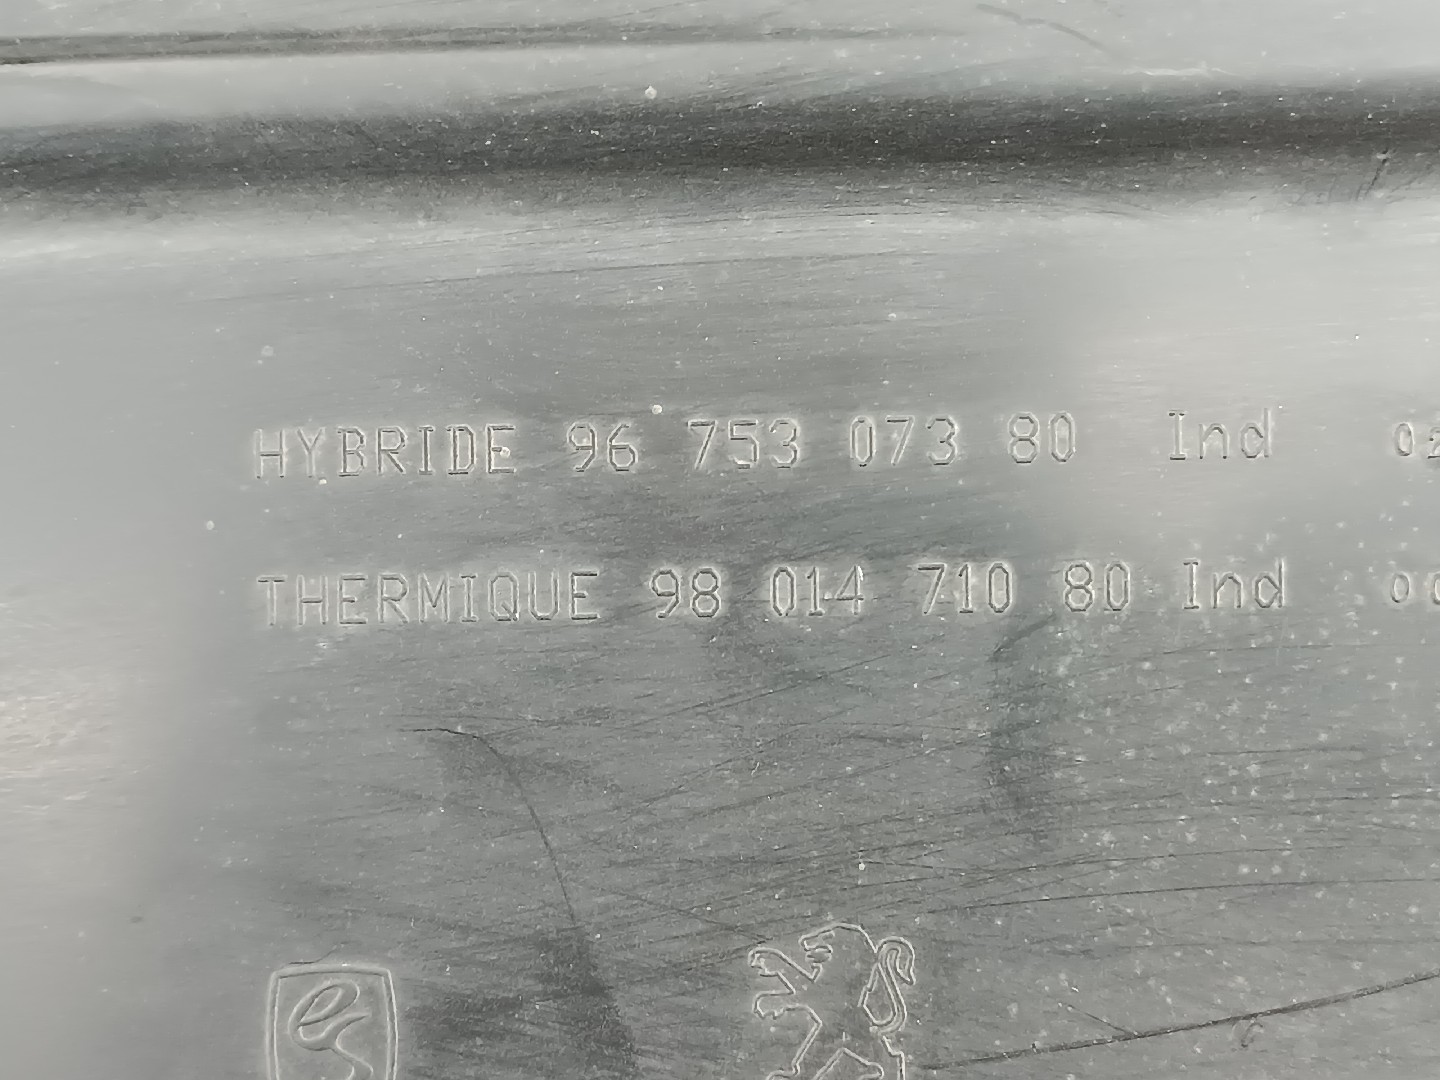 HYBRIDE 96 753 073 80 Ind
THERMIQUE 98 014 710 80 Ind